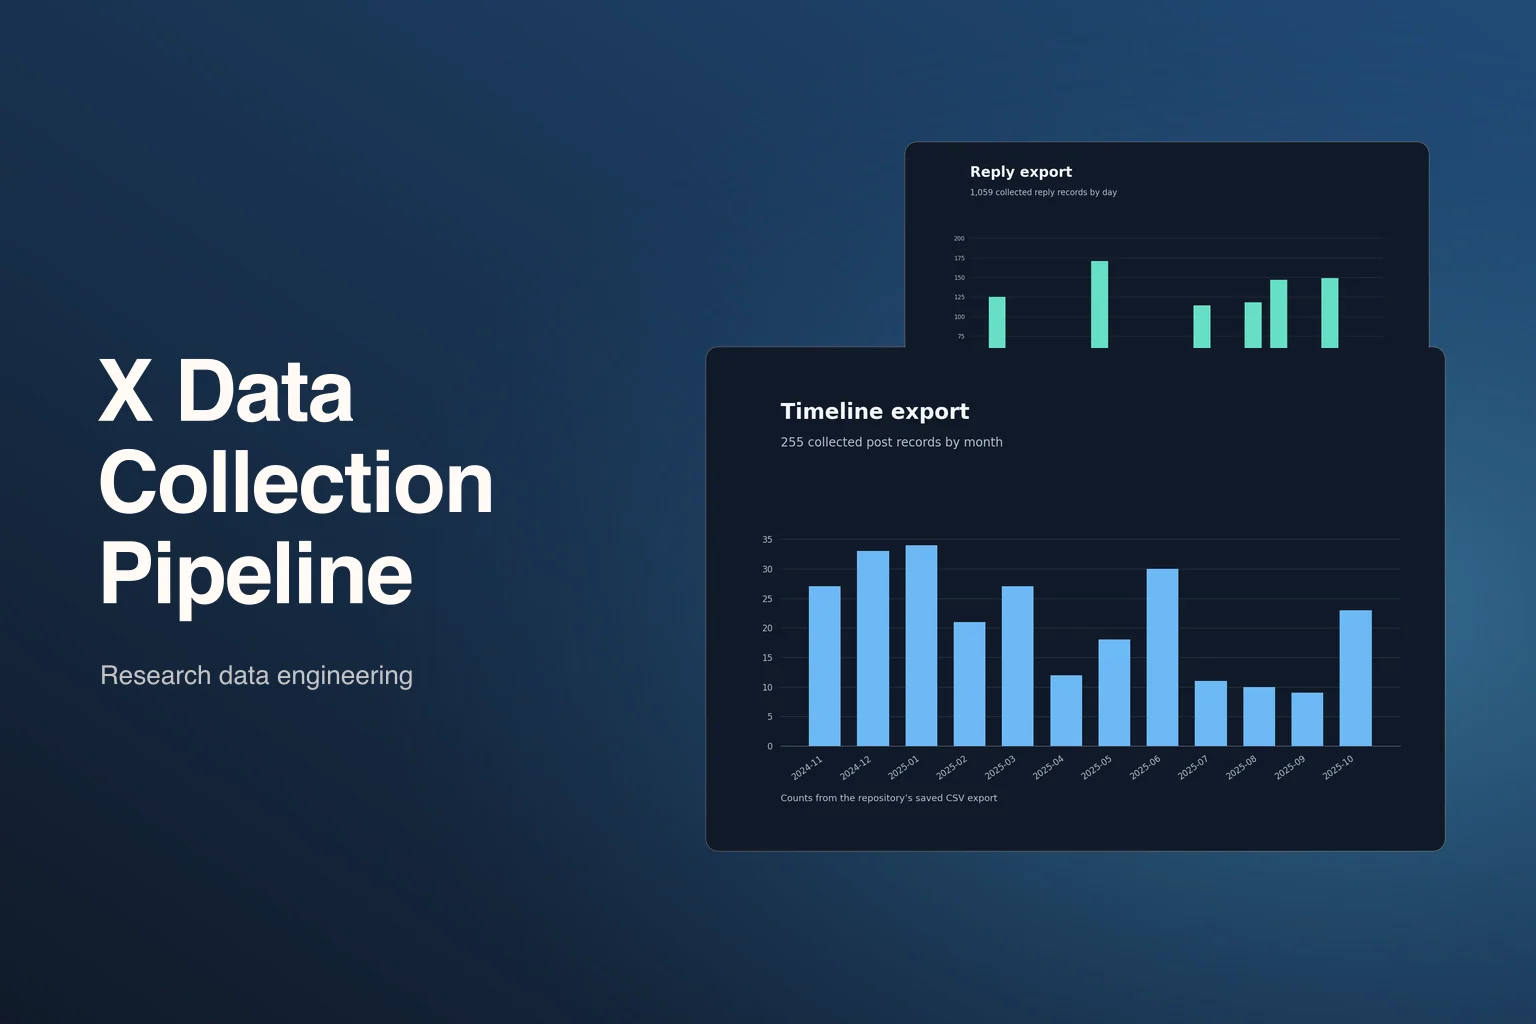 X Data
Collection
Pipeline
Research data engineering
Reply export
1,059 collected reply records by day
200
175
150
125
100
75
Timeline export
255 collected post records by month
35
30
25
20
15
10
5
0
2024-11 2024-12 2025-01 2025-02 2025-03 2025-04 2025-05 2025-06 2025-07 2025-08 2025-09 2025-10
Counts from the repository’s saved CSV export